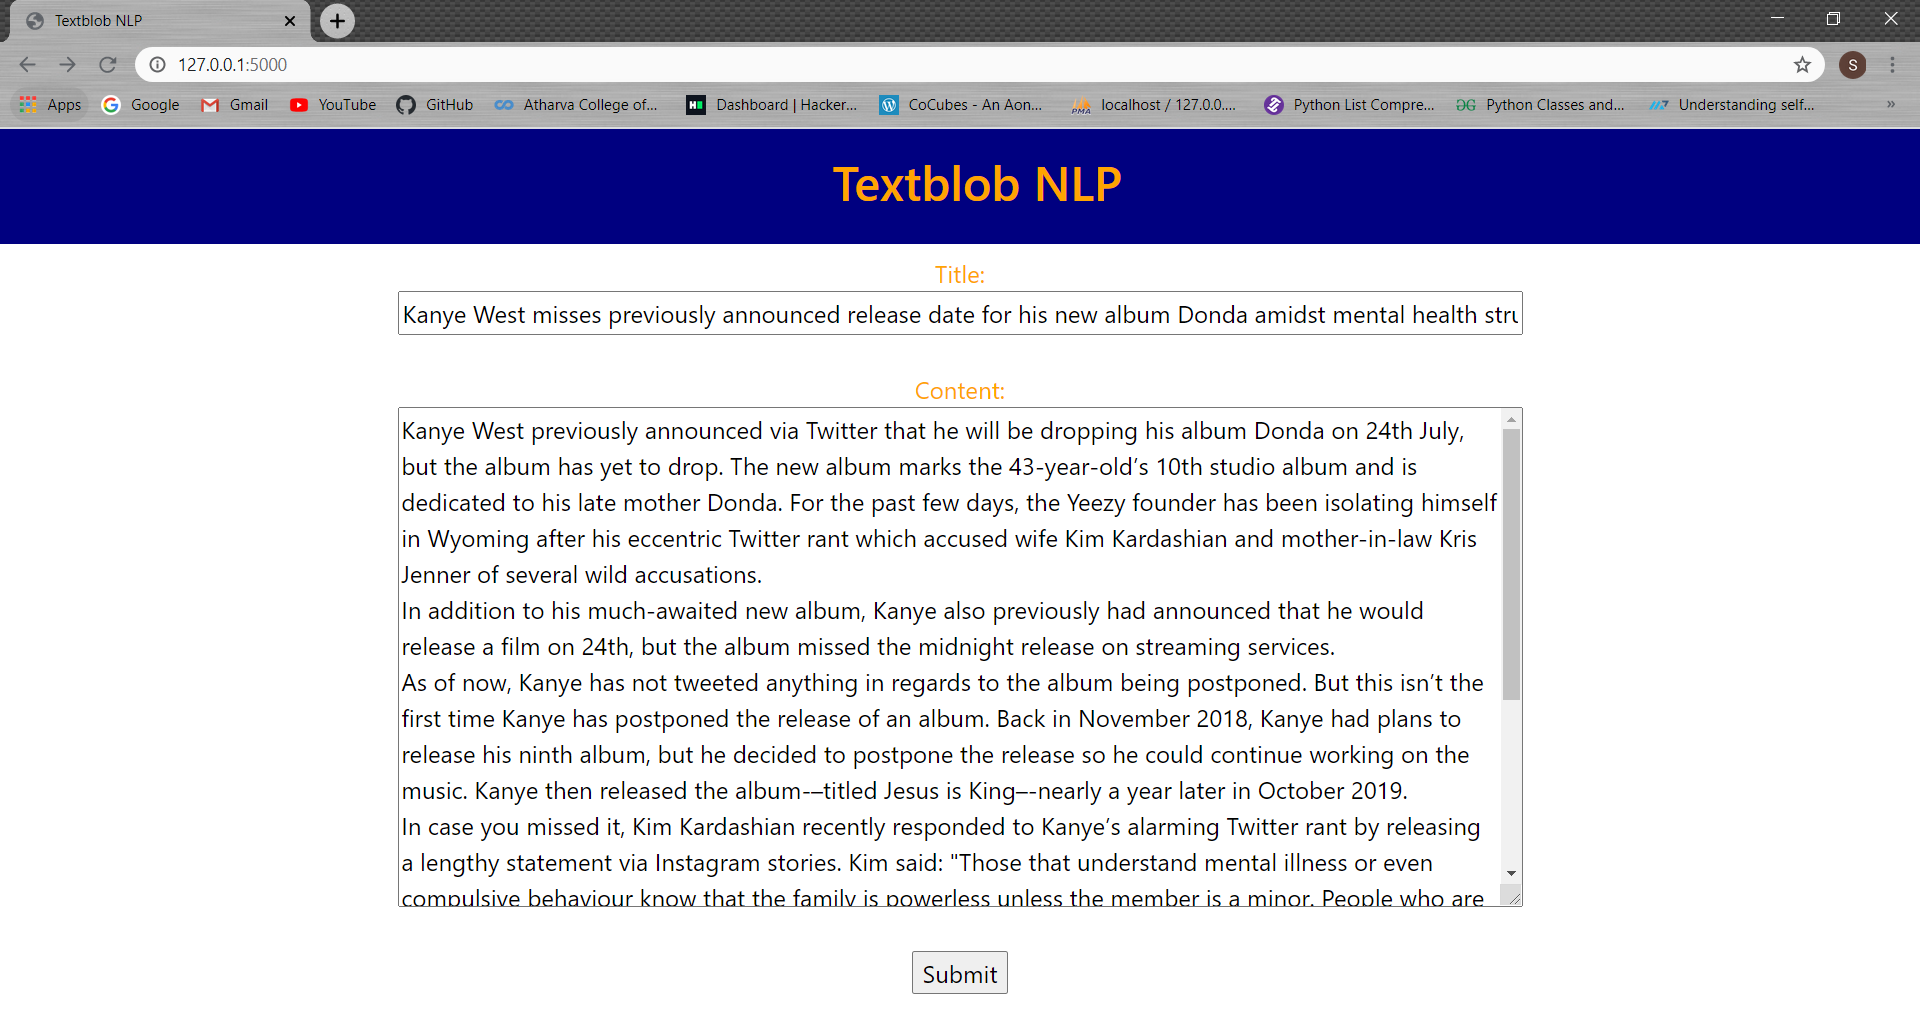 Textblob NLP
127.0.0.1:5000
S
Apps Google Gmail YouTube GitHub Atharva College of... Dashboard | Hacker... CoCubes - An Aon... localhost / 127.0.0.... Python List Compre... Python Classes and... Understanding self... »
Textblob NLP
Title:
Kanye West misses previously announced release date for his new album Donda amidst mental health stru
Content:
Kanye West previously announced via Twitter that he will be dropping his album Donda on 24th July,
but the album has yet to drop. The new album marks the 43-year-old’s 10th studio album and is
dedicated to his late mother Donda. For the past few days, the Yeezy founder has been isolating himself
in Wyoming after his eccentric Twitter rant which accused wife Kim Kardashian and mother-in-law Kris
Jenner of several wild accusations.
In addition to his much-awaited new album, Kanye also previously had announced that he would
release a film on 24th, but the album missed the midnight release on streaming services.
As of now, Kanye has not tweeted anything in regards to the album being postponed. But this isn’t the
first time Kanye has postponed the release of an album. Back in November 2018, Kanye had plans to
release his ninth album, but he decided to postpone the release so he could continue working on the
music. Kanye then released the album-–titled Jesus is King–-nearly a year later in October 2019.
In case you missed it, Kim Kardashian recently responded to Kanye’s alarming Twitter rant by releasing
a lengthy statement via Instagram stories. Kim said: "Those that understand mental illness or even
compulsive behaviour know that the family is powerless unless the member is a minor. People who are
Submit